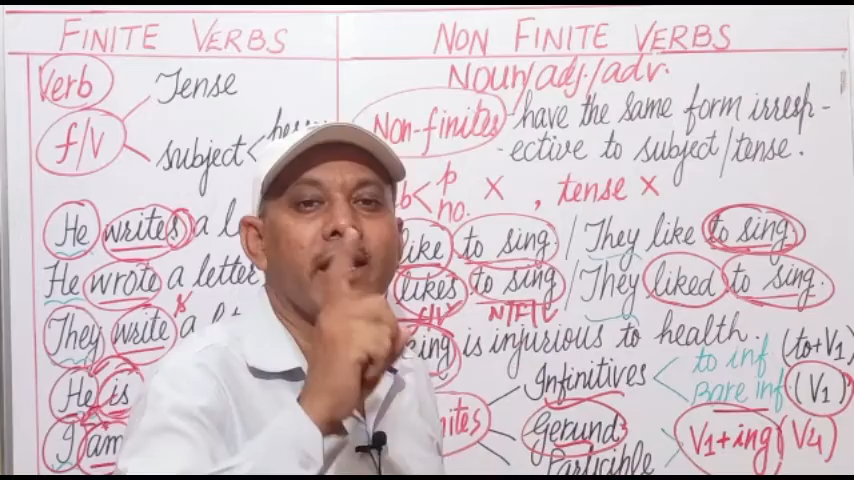 FINITE VERBS
NON FINITE VERBS
Noun/adj./adv.
Verb
Tense
f/v
subject
Non-finites - have the same form irresp-
-ective to subject/tense.
p
no.
x , tense x
He writes a
like to sing / They like to sing
He wrote a letter
likes to sing / They liked to sing.
They write a
is injurious to health.
He is
Infinitives
to inf (to+V1)
Bare inf (V1)
I am
Gerund
V1+ing (V4)
Participle